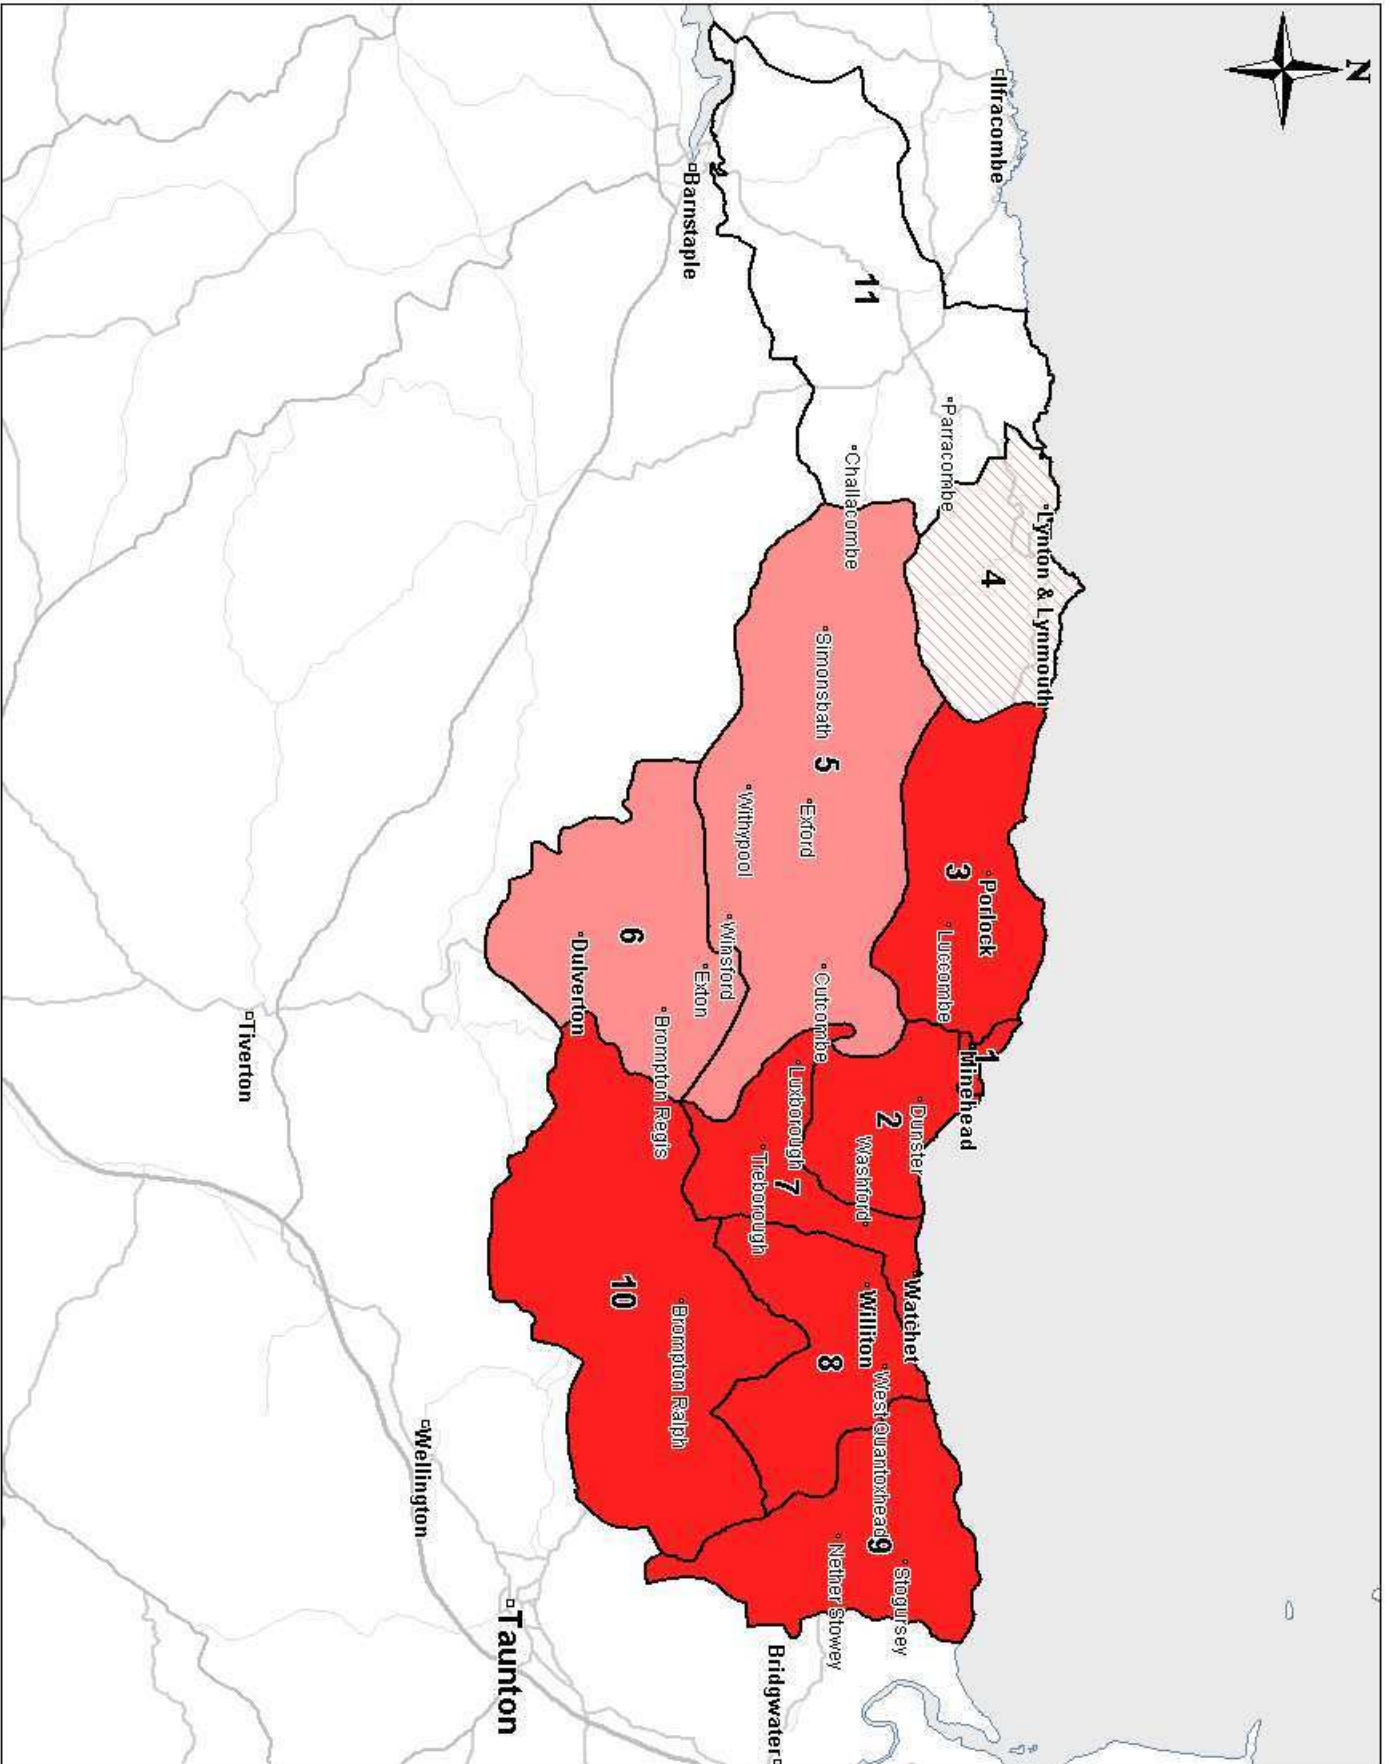 N
Ilfracombe
Barnstaple
11
Parracombe
Challacombe
Lynton & Lynmouth
4
Simonsbath
5
Exford
Withypool
Porlock
3
Luccombe
Winsford
Exton
6
Dulverton
Cutcombe
Brompton Regis
1
Minehead
Dunster
2
Washford
Luxborough
7
Treborough
Tiverton
Watchet
Williton
8
West Quantoxhead
10
Brompton Ralph
9
Stogursey
Nether Stowey
Wellington
Taunton
Bridgwater